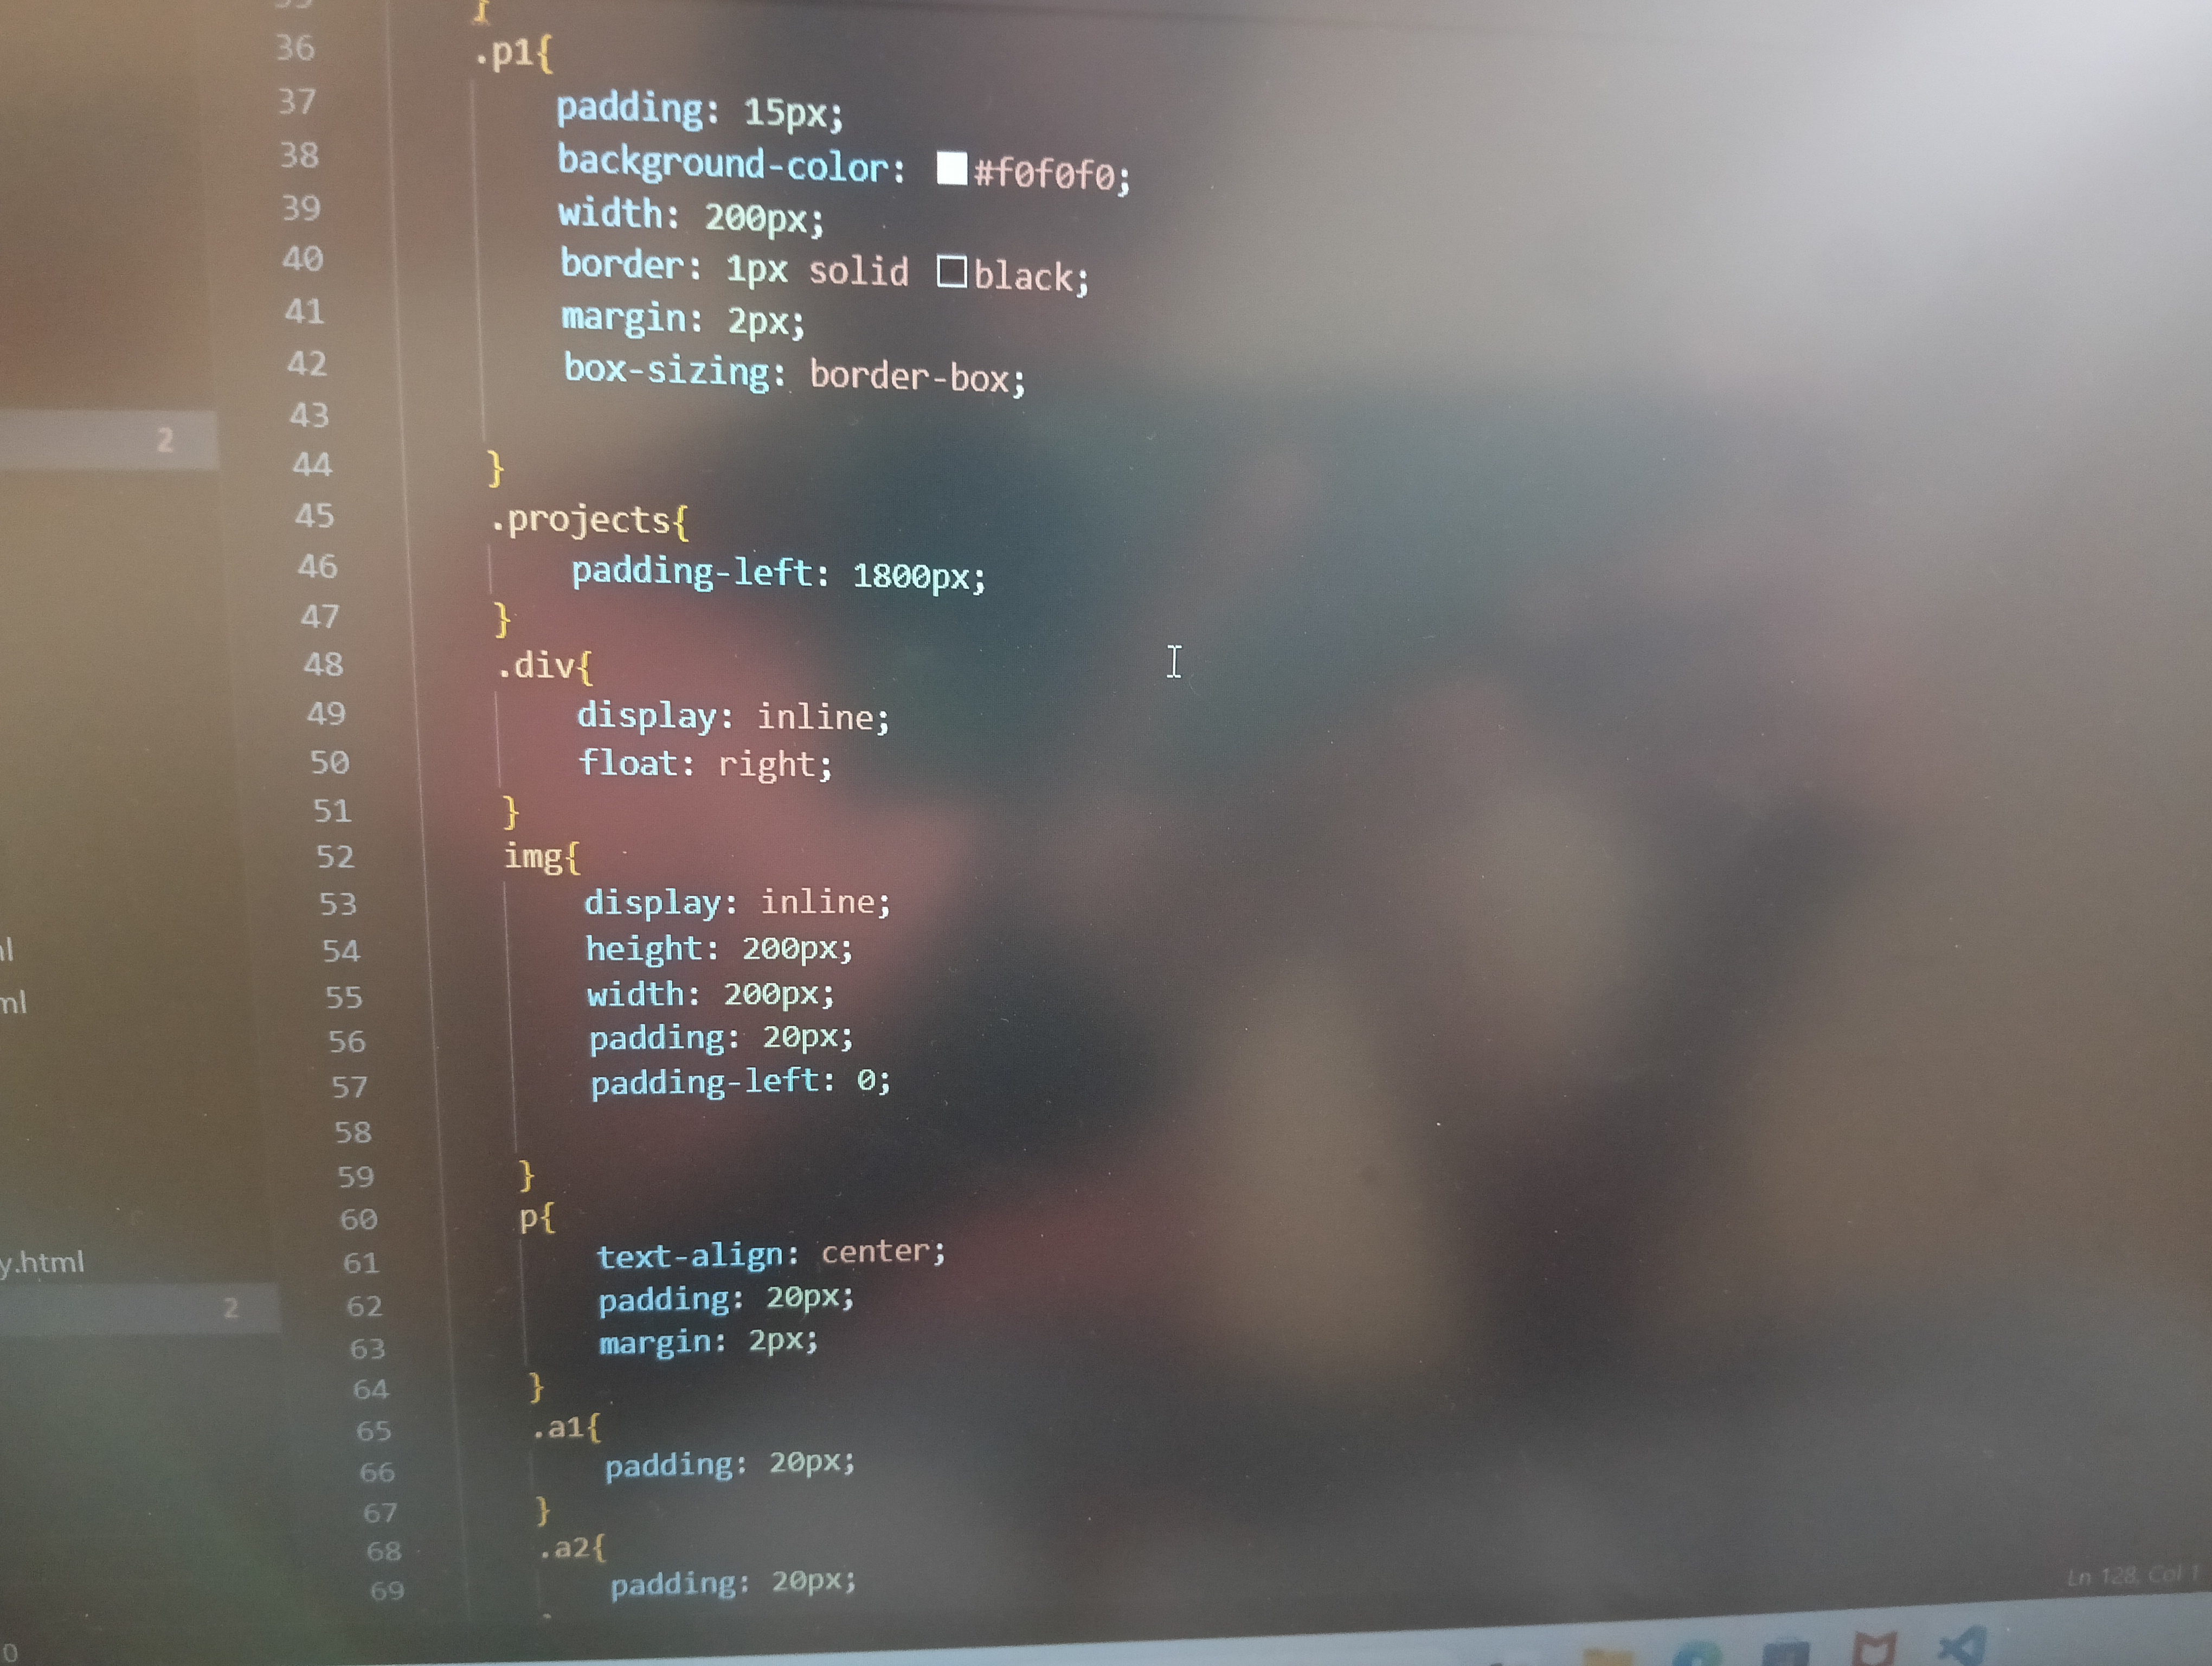 36 .p1{
37 padding: 15px;
38 background-color: #f0f0f0;
39 width: 200px;
40 border: 1px solid black;
41 margin: 2px;
42 box-sizing: border-box;
43
2
44 }
45 .projects{
46 padding-left: 1800px;
47 }
48 .div{
49 display: inline;
50 float: right;
51 }
52 img{
53 display: inline;
54 height: 200px;
55 width: 200px;
56 padding: 20px;
57 padding-left: 0;
58
59 }
60 p{
61 text-align: center;
62 padding: 20px;
63 margin: 2px;
64 }
65 .a1{
66 padding: 20px;
67 }
68 .a2{
69 padding: 20px;
ml
y.html
2
Ln 128, Col 1
0